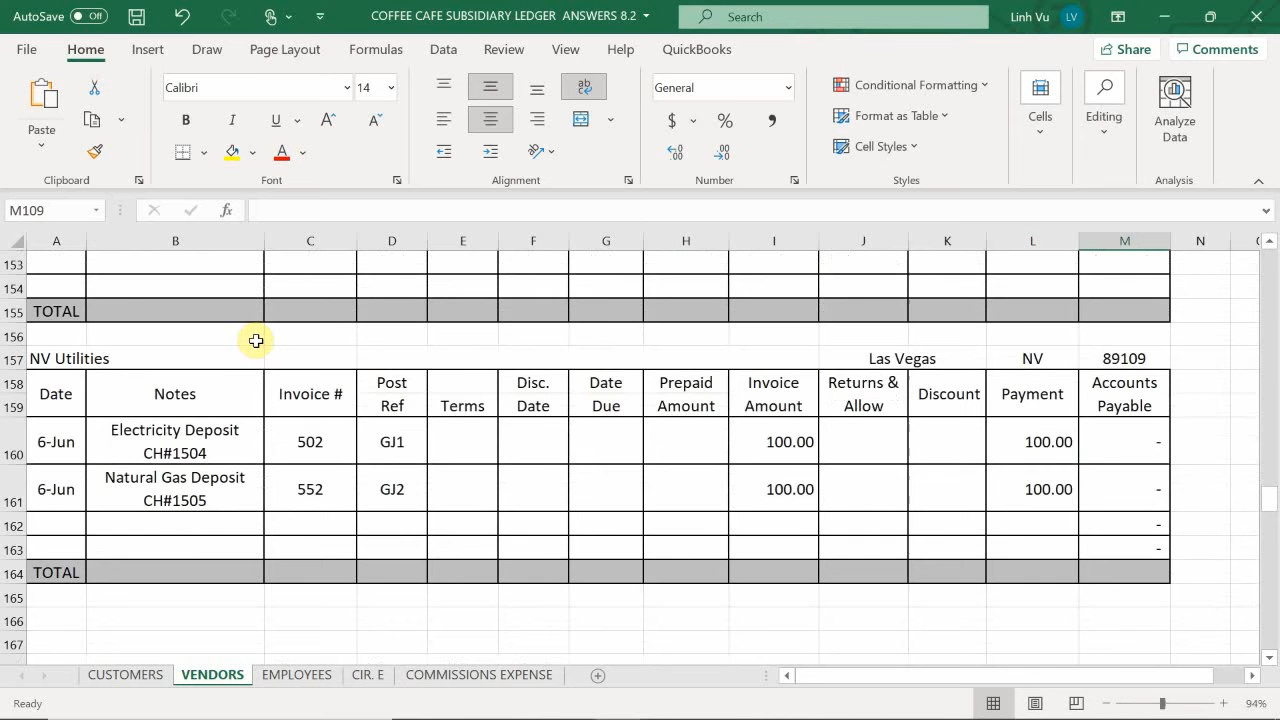 AutoSave Off COFFEE CAFE SUBSIDIARY LEDGER ANSWERS 8.2 Search Linh Vu LV
File Home Insert Draw Page Layout Formulas Data Review View Help QuickBooks Share Comments
Calibri 14 General Conditional Formatting
Paste B I U A A $ % , Format as Table Cells Editing Analyze Data
A Cell Styles
Clipboard Font Alignment Number Styles Analysis
M109 fx
A B C D E F G H I J K L M N
153
154
155 TOTAL
156
157 NV Utilities Las Vegas NV 89109
158 Date Notes Invoice # Post Disc. Date Prepaid Invoice Returns & Discount Payment Accounts
159 Ref Terms Date Due Amount Amount Allow Payable
160 6-Jun Electricity Deposit CH#1504 502 GJ1 100.00 100.00 -
161 6-Jun Natural Gas Deposit CH#1505 552 GJ2 100.00 100.00 -
162 -
163 -
164 TOTAL
165
166
167
CUSTOMERS VENDORS EMPLOYEES CIR. E COMMISSIONS EXPENSE
Ready 94%